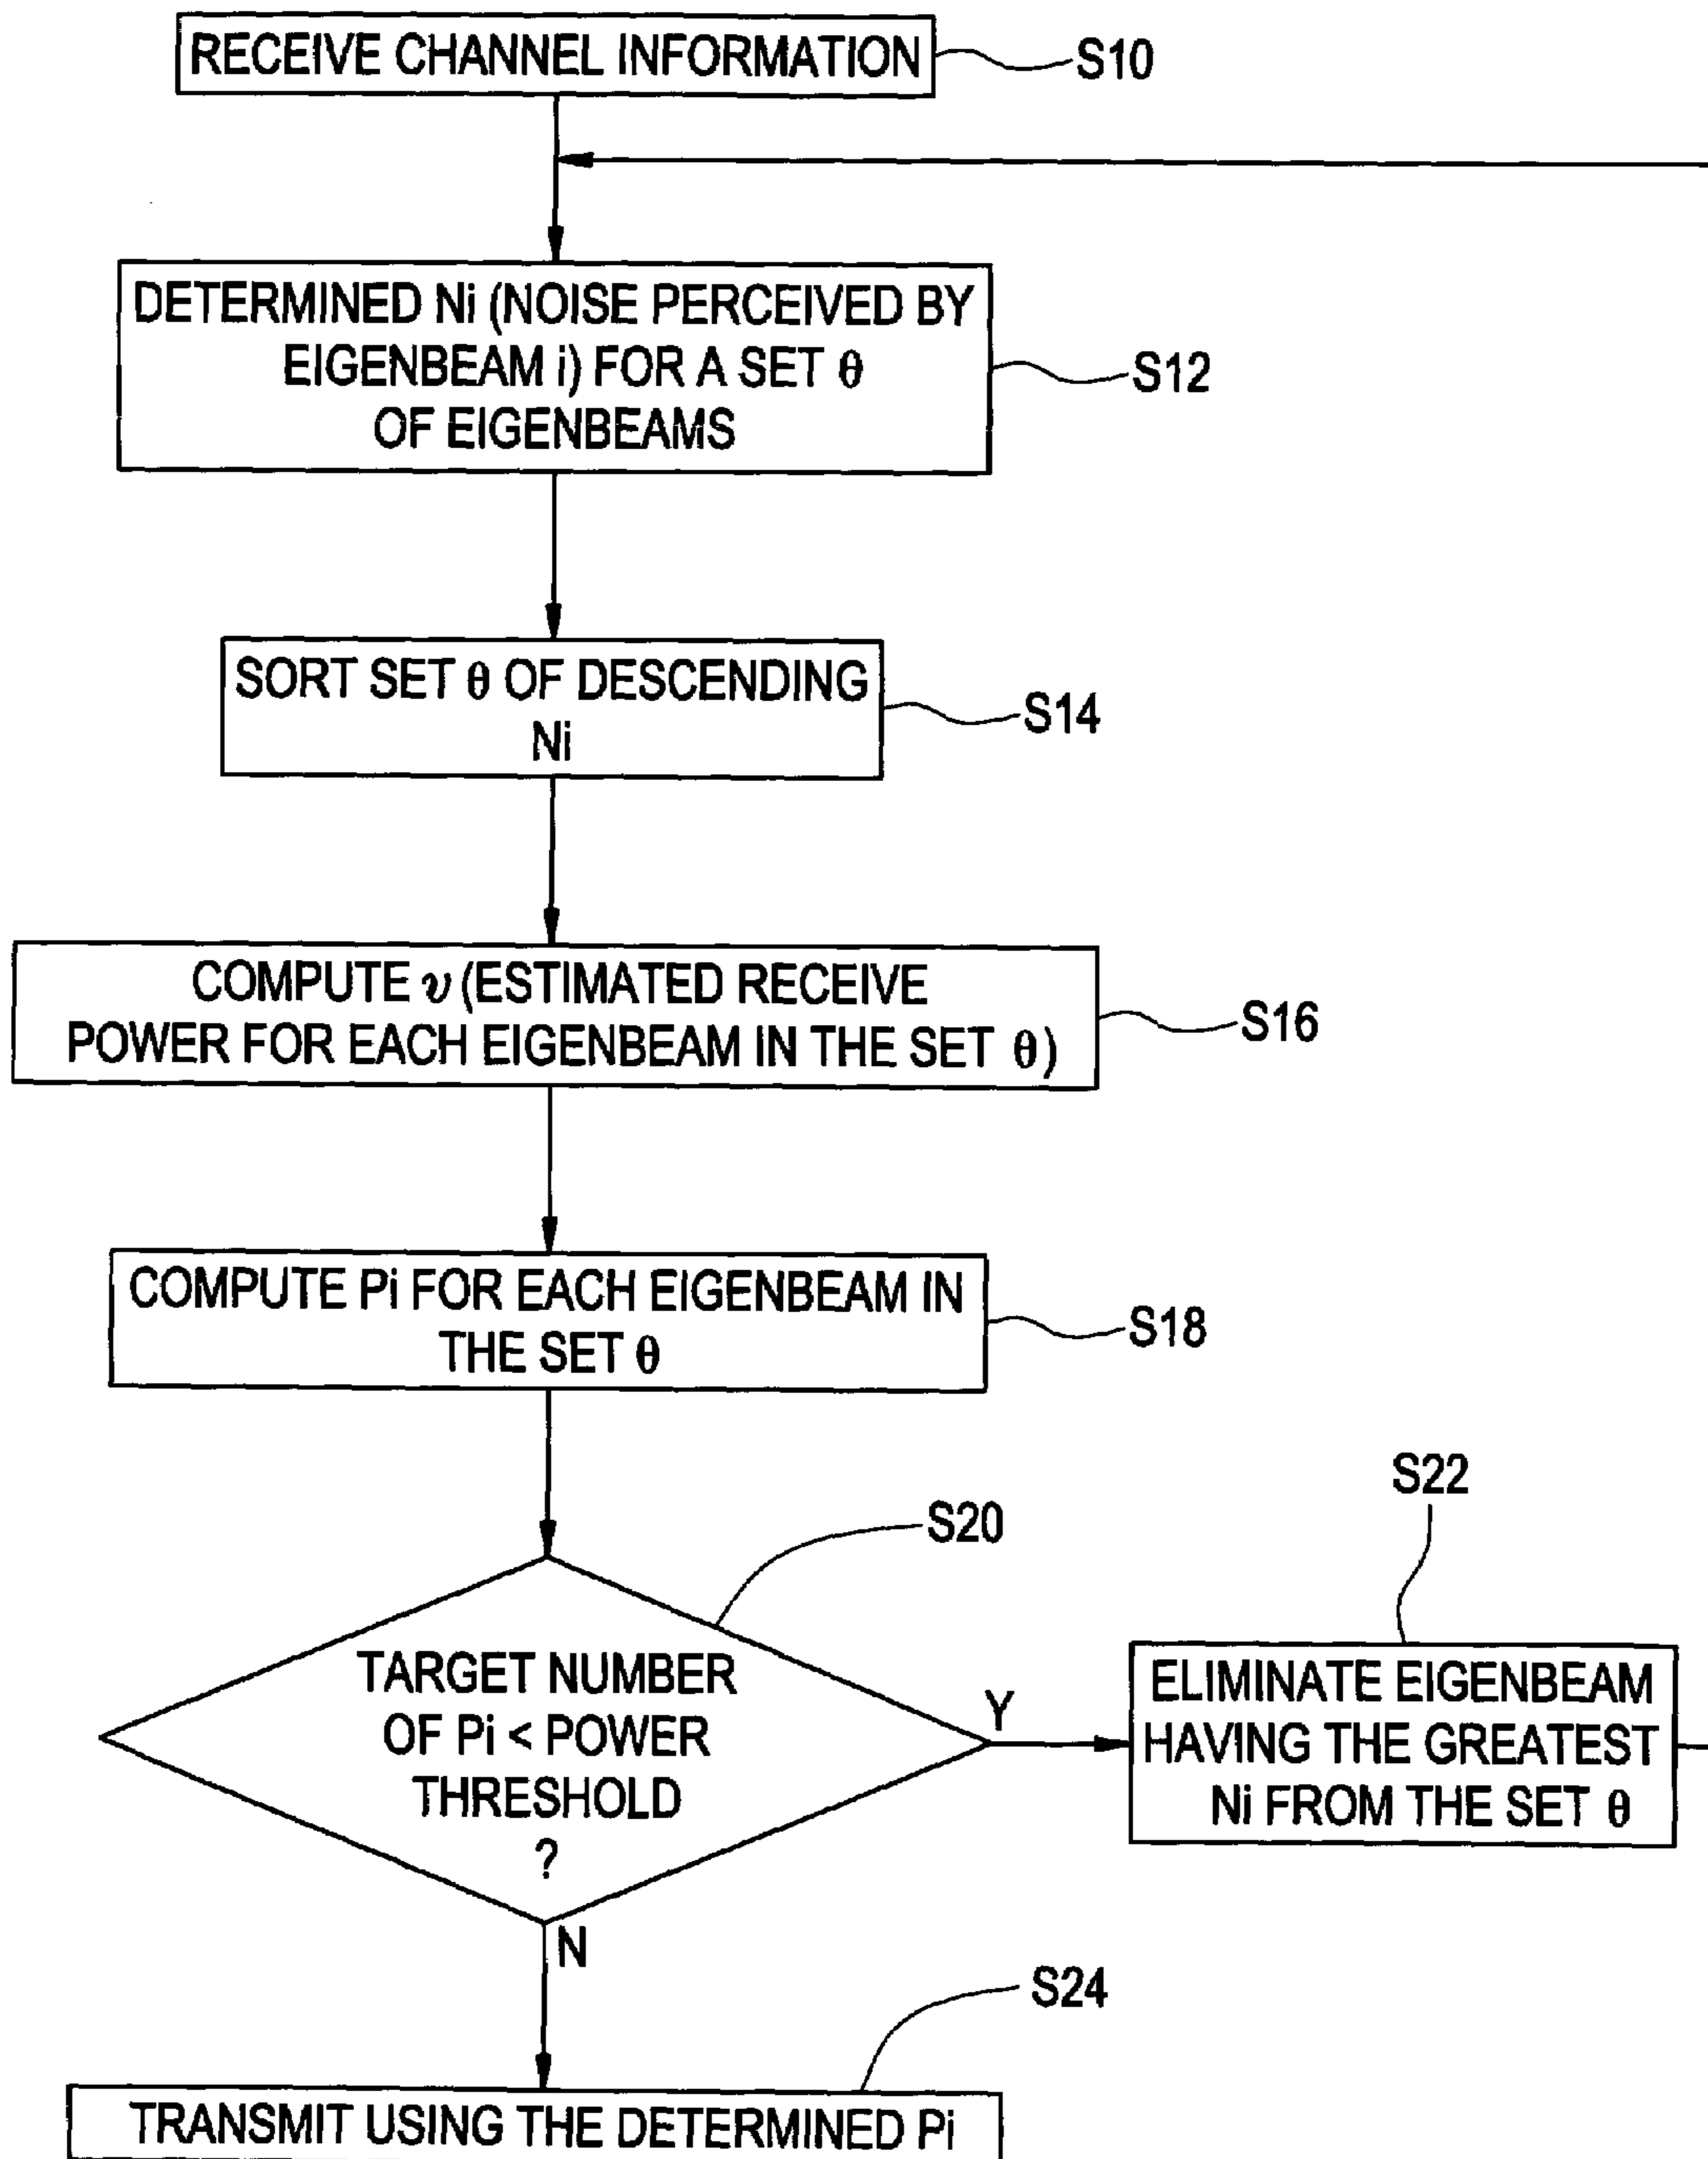 RECEIVE CHANNEL INFORMATION
S10
DETERMINED Ni (NOISE PERCEIVED BY
EIGENBEAM i) FOR A SET θ
OF EIGENBEAMS
S12
SORT SET θ OF DESCENDING
Ni
S14
COMPUTE υ (ESTIMATED RECEIVE
POWER FOR EACH EIGENBEAM IN THE SET θ)
S16
COMPUTE Pi FOR EACH EIGENBEAM IN
THE SET θ
S18
S20
TARGET NUMBER
OF Pi < POWER
THRESHOLD
?
Y
N
S22
ELIMINATE EIGENBEAM
HAVING THE GREATEST
Ni FROM THE SET θ
S24
TRANSMIT USING THE DETERMINED Pi